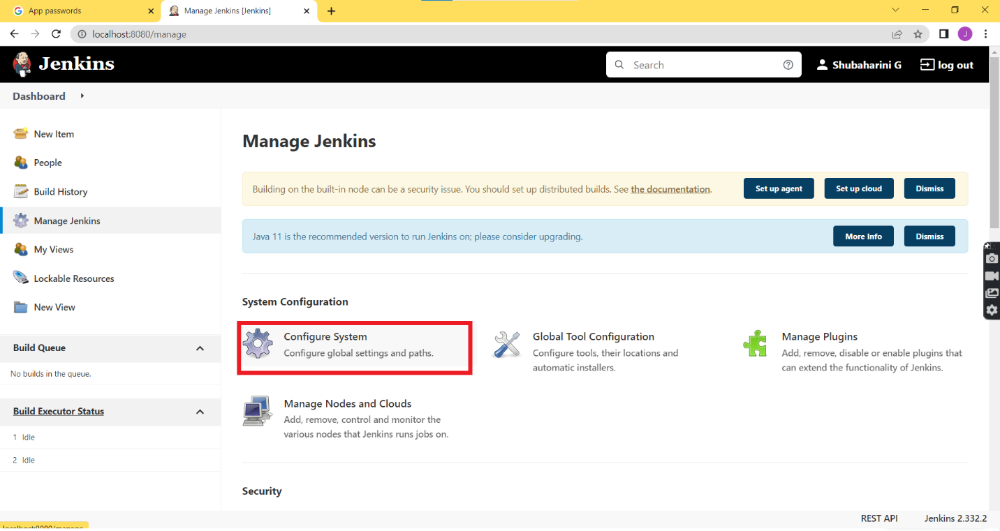 App passwords
Manage Jenkins [Jenkins]
localhost:8080/manage
J
Jenkins
Search
Shubaharini G
log out
Dashboard
New Item
People
Build History
Manage Jenkins
My Views
Lockable Resources
New View
Build Queue
No builds in the queue.
Build Executor Status
1 Idle
2 Idle
Manage Jenkins
Building on the built-in node can be a security issue. You should set up distributed builds. See the documentation.
Set up agent
Set up cloud
Dismiss
Java 11 is the recommended version to run Jenkins on; please consider upgrading.
More Info
Dismiss
System Configuration
Configure System
Configure global settings and paths.
Global Tool Configuration
Configure tools, their locations and
automatic installers.
Manage Plugins
Add, remove, disable or enable plugins that
can extend the functionality of Jenkins.
Manage Nodes and Clouds
Add, remove, control and monitor the
various nodes that Jenkins runs jobs on.
Security
REST API
Jenkins 2.332.2
localhost:8080/manage